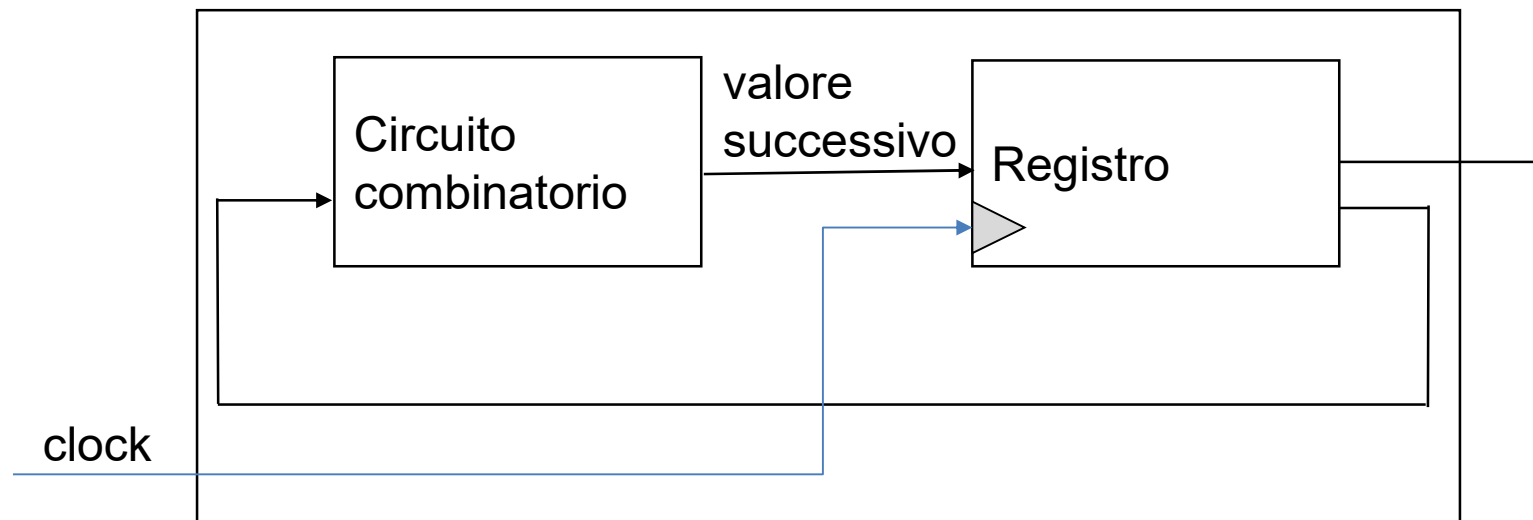 Circuito
combinatorio
valore
successivo
Registro
clock